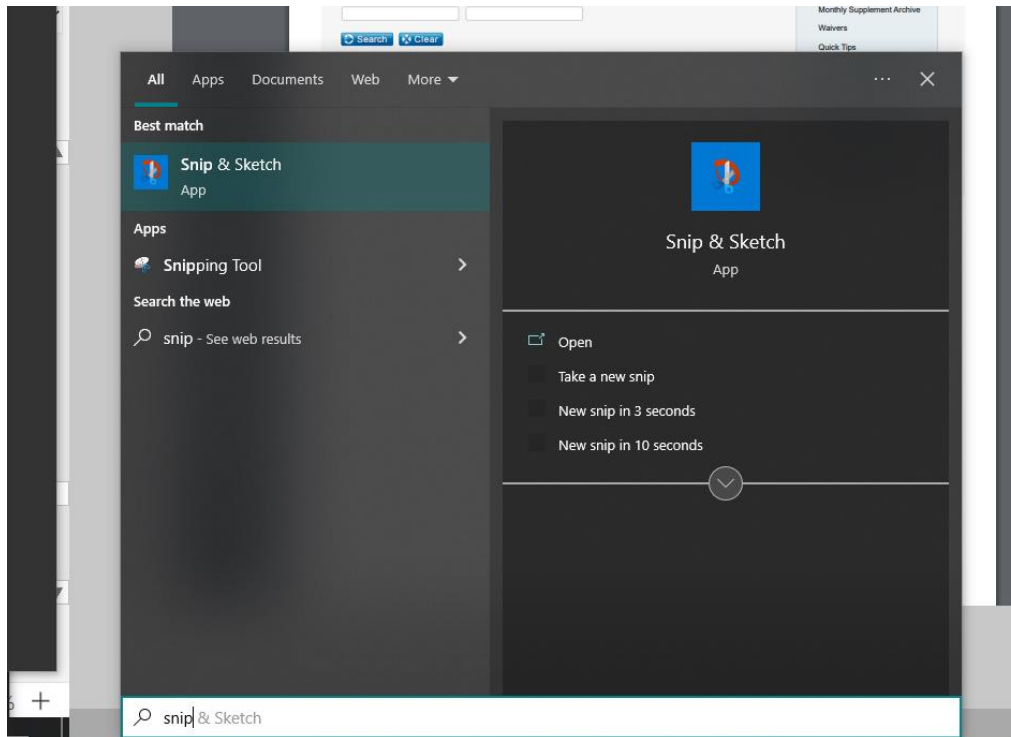 Monthly Supplement Archive
Waivers
Quick Tips
Search Clear
All Apps Documents Web More
Best match
Snip & Sketch
App
Apps
Snipping Tool
Search the web
snip - See web results
Snip & Sketch
App
Open
Take a new snip
New snip in 3 seconds
New snip in 10 seconds
snip & Sketch